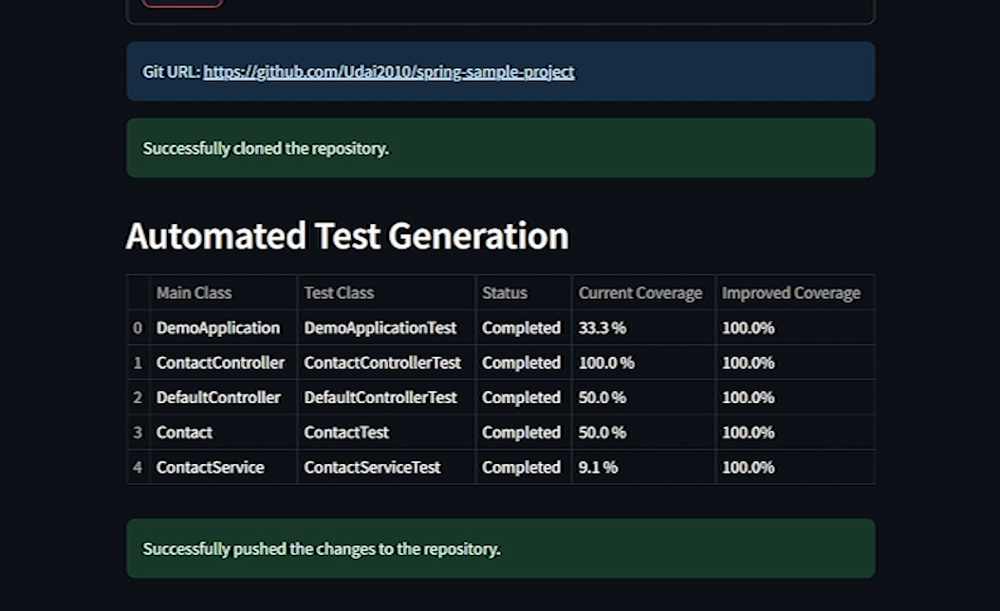 Git URL: https://github.com/Udai2010/spring-sample-project
Successfully cloned the repository.
Automated Test Generation
Main Class Test Class Status Current Coverage Improved Coverage
0 DemoApplication DemoApplicationTest Completed 33.3 % 100.0%
1 ContactController ContactControllerTest Completed 100.0 % 100.0%
2 DefaultController DefaultControllerTest Completed 50.0 % 100.0%
3 Contact ContactTest Completed 50.0 % 100.0%
4 ContactService ContactServiceTest Completed 9.1 % 100.0%
Successfully pushed the changes to the repository.